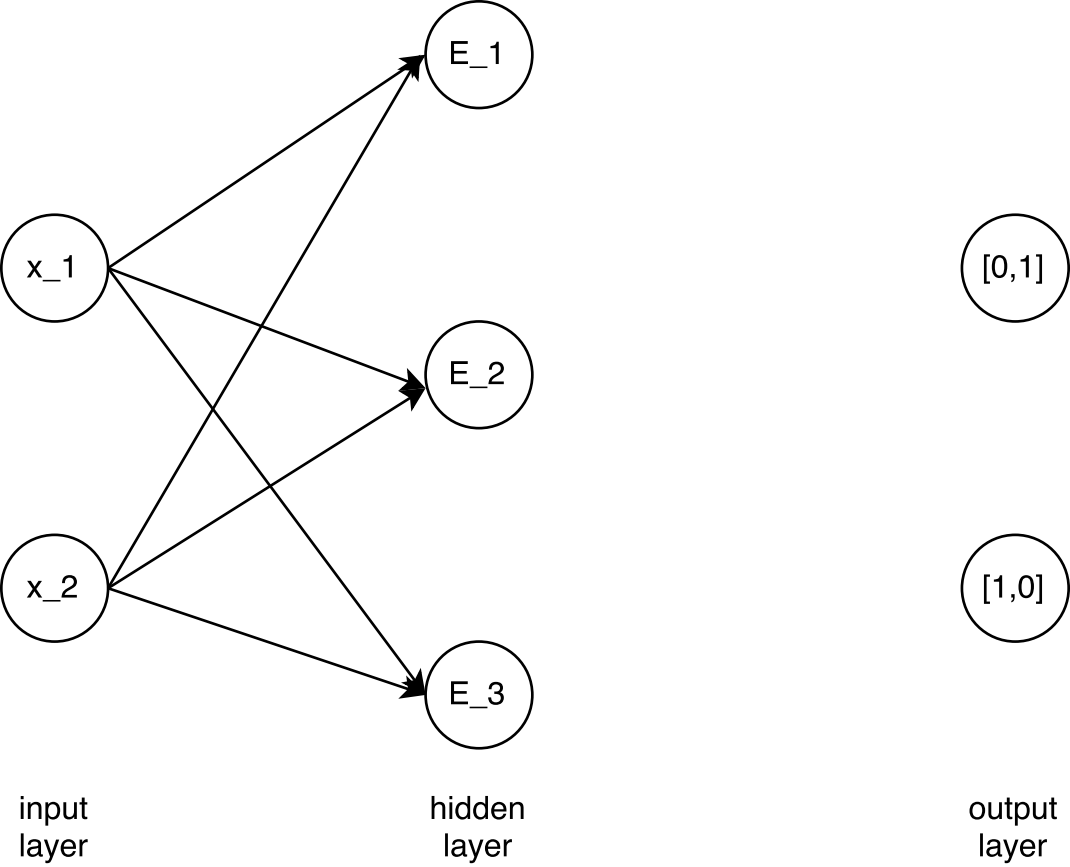 E_1
x_1
[0,1]
E_2
x_2
[1,0]
E_3
input
layer
hidden
layer
output
layer